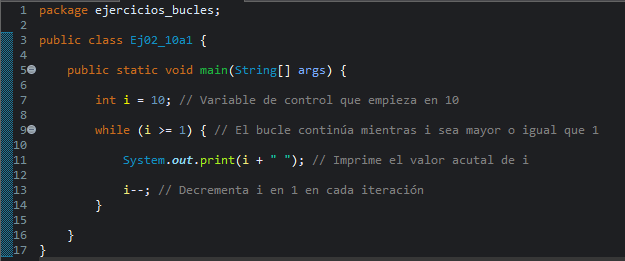 1 package ejercicios_bucles;
2
3 public class Ej02_10a1 {
4
5 public static void main(String[] args) {
6
7 int i = 10; // Variable de control que empieza en 10
8
9 while (i >= 1) { // El bucle continúa mientras i sea mayor o igual que 1
10
11 System.out.print(i + " "); // Imprime el valor acutal de i
12
13 i--; // Decrementa i en 1 en cada iteración
14 }
15
16 }
17 }